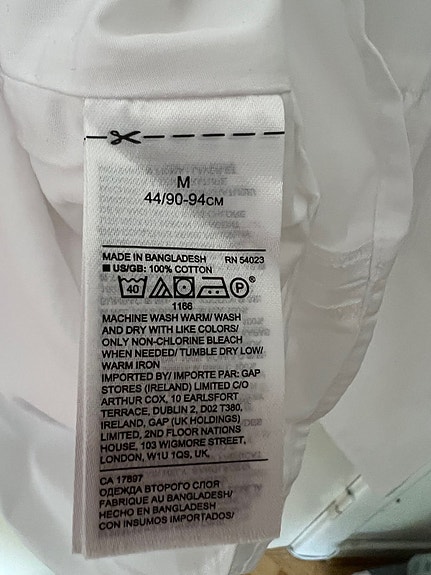 M
44/90-94CM
MADE IN BANGLADESH RN 54023
US/GB: 100% COTTON
40 P ®
1166
MACHINE WASH WARM/ WASH
AND DRY WITH LIKE COLORS/
ONLY NON-CHLORINE BLEACH
WHEN NEEDED/ TUMBLE DRY LOW/
WARM IRON
IMPORTED BY/ IMPORTE PAR: GAP
STORES (IRELAND) LIMITED C/O
ARTHUR COX, 10 EARLSFORT
TERRACE, DUBLIN 2, D02 T380,
IRELAND, GAP (UK HOLDINGS)
LIMITED, 2ND FLOOR NATIONS
HOUSE, 103 WIGMORE STREET,
LONDON, W1U 1QS, UK,
CA 17897
ОДЕЖДА ВТОРОГО СЛОЯ
FABRIQUE AU BANGLADESH/
HECHO EN BANGLADESH
CON INSUMOS IMPORTADOS/